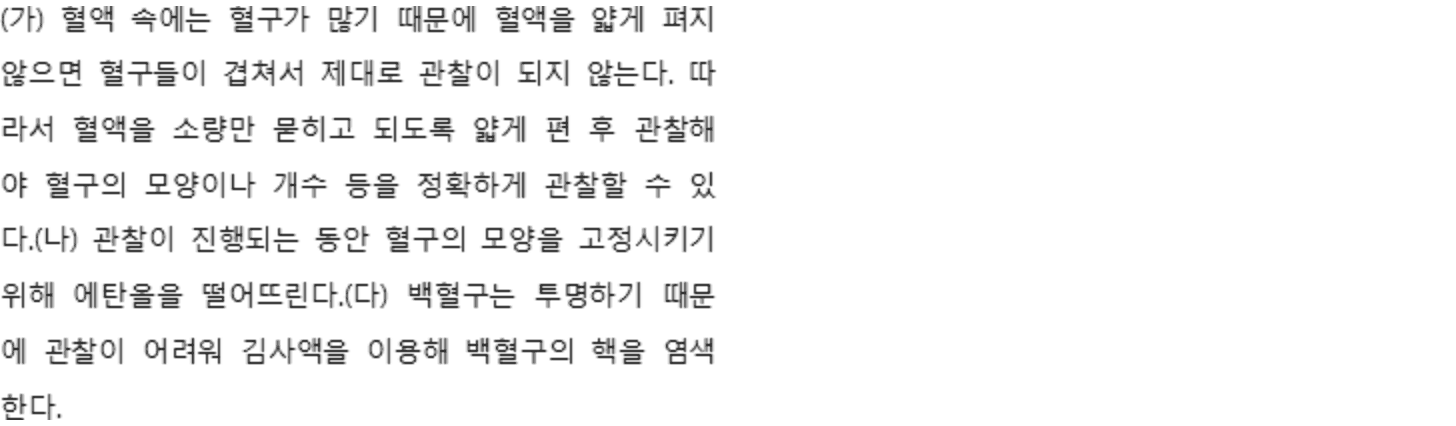 (가) 혈액 속에는 혈구가 많기 때문에 혈액을 얇게 펴지
않으면 혈구들이 겹쳐서 제대로 관찰이 되지 않는다. 따
라서 혈액을 소량만 묻히고 되도록 얇게 편 후 관찰해
야 혈구의 모양이나 개수 등을 정확하게 관찰할 수 있
다.(나) 관찰이 진행되는 동안 혈구의 모양을 고정시키기
위해 에탄올을 떨어뜨린다.(다) 백혈구는 투명하기 때문
에 관찰이 어려워 김사액을 이용해 백혈구의 핵을 염색
한다.